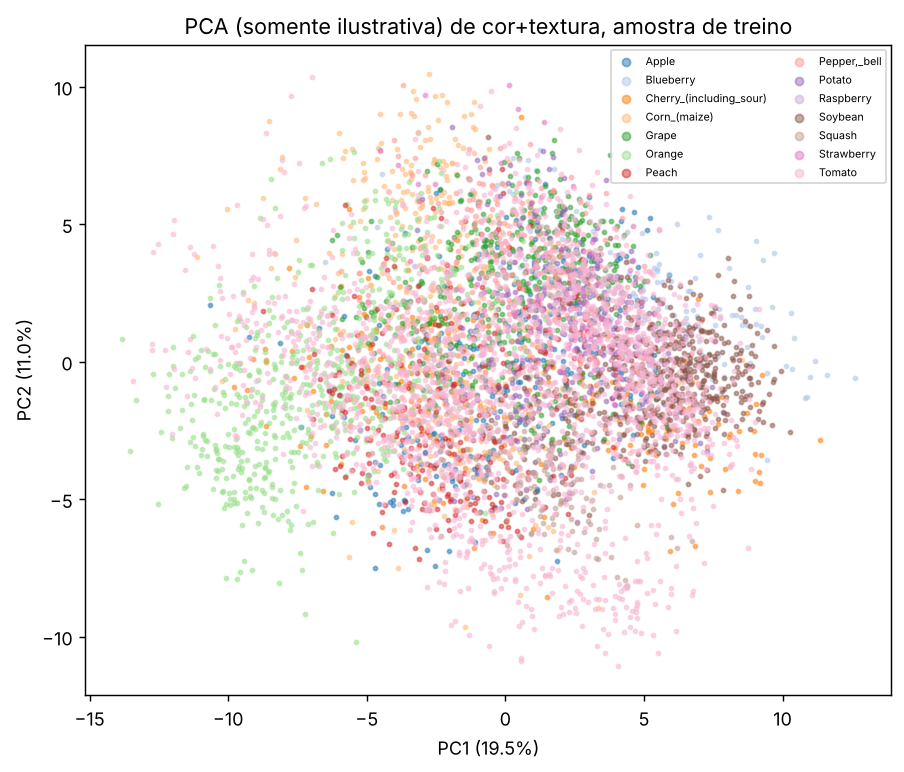 PCA (somente ilustrativa) de cor+textura, amostra de treino
Apple
Blueberry
Cherry_(including_sour)
Corn_(maize)
Grape
Orange
Peach
Pepper,_bell
Potato
Raspberry
Soybean
Squash
Strawberry
Tomato
PC2 (11.0%)
10
5
0
−5
−10
−15
−10
−5
0
5
10
PC1 (19.5%)